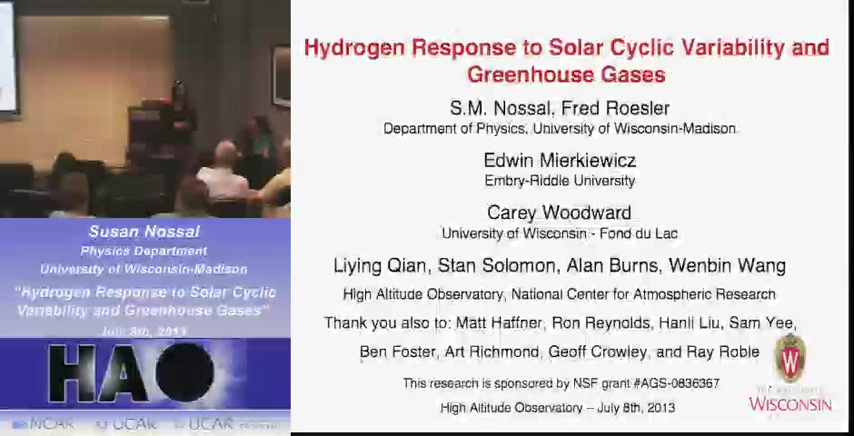 Hydrogen Response to Solar Cyclic Variability and
Greenhouse Gases
S.M. Nossal, Fred Roesler
Department of Physics, University of Wisconsin-Madison
Edwin Mierkiewicz
Embry-Riddle University
Carey Woodward
University of Wisconsin - Fond du Lac
Liying Qian, Stan Solomon, Alan Burns, Wenbin Wang
High Altitude Observatory, National Center for Atmospheric Research
Thank you also to: Matt Haffner, Ron Reynolds, Hanli Liu, Sam Yee,
Ben Foster, Art Richmond, Geoff Crowley, and Ray Roble
This research is sponsored by NSF grant #AGS-0836367
High Altitude Observatory – July 8th, 2013
W
WISCONSIN
Susan Nossal
Physics Department
University of Wisconsin-Madison
"Hydrogen Response to Solar Cyclic
Variability and Greenhouse Gases"
July 8th, 2013
HAO
NCAR
UCAR
UCAR